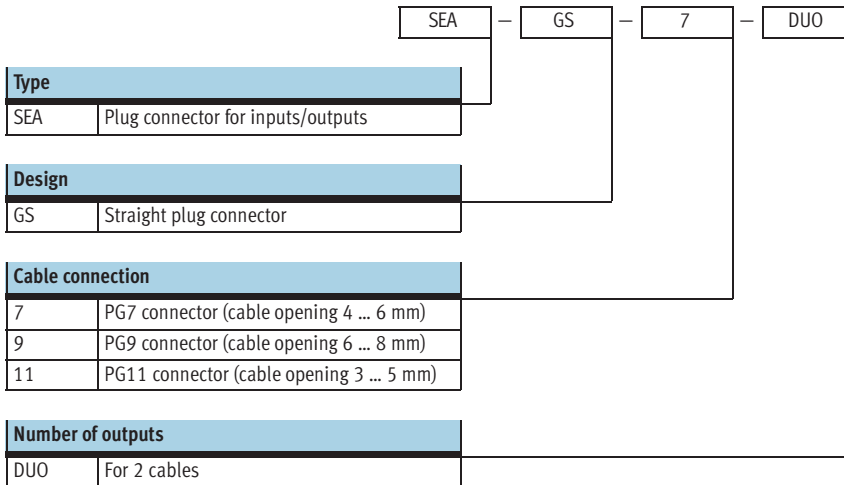 SEA – GS – 7 – DUO
Type
SEA Plug connector for inputs/outputs
Design
GS Straight plug connector
Cable connection
7 PG7 connector (cable opening 4 ... 6 mm)
9 PG9 connector (cable opening 6 ... 8 mm)
11 PG11 connector (cable opening 3 ... 5 mm)
Number of outputs
DUO For 2 cables